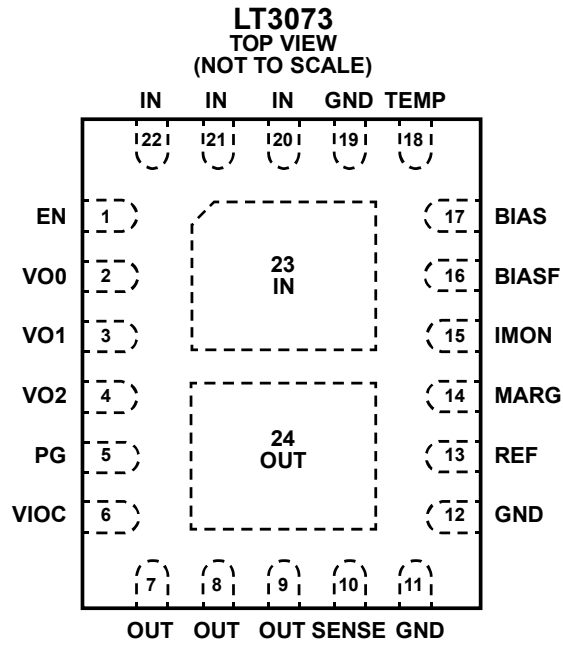 LT3073
TOP VIEW
(NOT TO SCALE)
IN IN IN GND TEMP
22 21 20 19 18
EN 1 17 BIAS
VO0 2 16 BIASF
23
IN
VO1 3 15 IMON
VO2 4 14 MARG
24
OUT
PG 5 13 REF
VIOC 6 12 GND
7 8 9 10 11
OUT OUT OUT SENSE GND